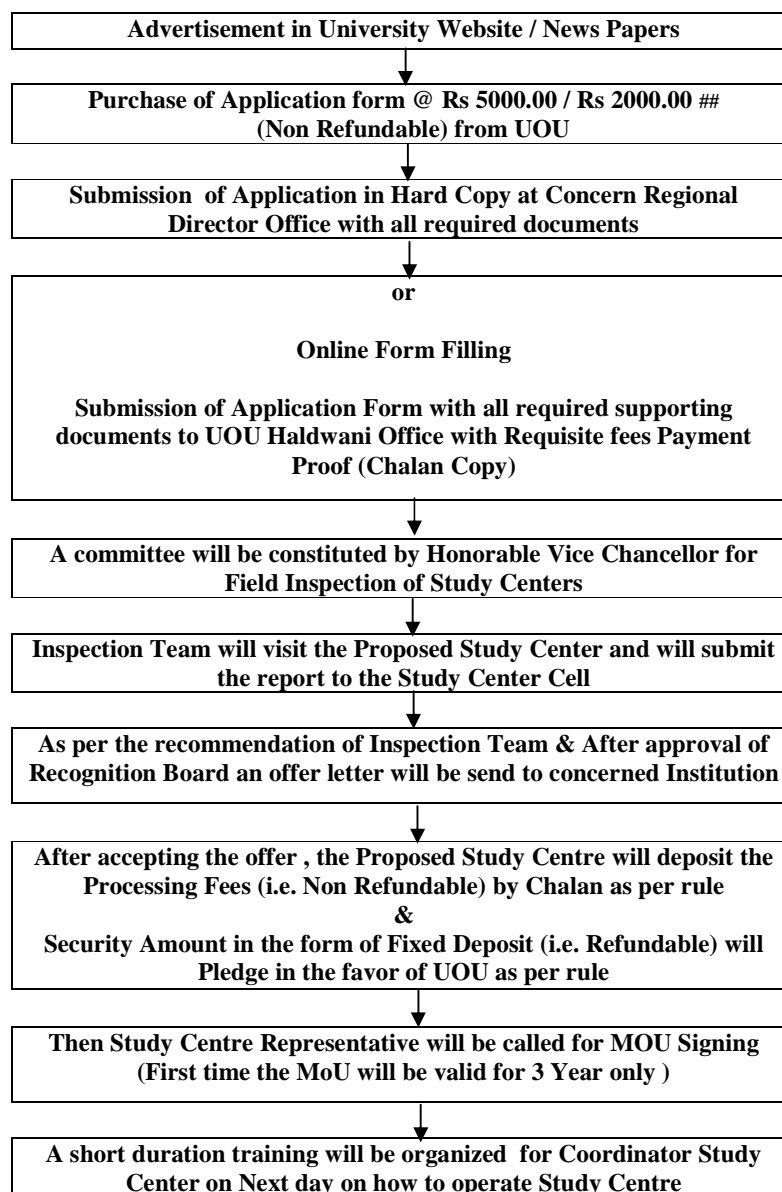 Advertisement in University Website / News Papers
Purchase of Application form @ Rs 5000.00 / Rs 2000.00 ##
(Non Refundable) from UOU
Submission of Application in Hard Copy at Concern Regional
Director Office with all required documents
or
Online Form Filling
Submission of Application Form with all required supporting
documents to UOU Haldwani Office with Requisite fees Payment
Proof (Chalan Copy)
A committee will be constituted by Honorable Vice Chancellor for
Field Inspection of Study Centers
Inspection Team will visit the Proposed Study Center and will submit
the report to the Study Center Cell
As per the recommendation of Inspection Team & After approval of
Recognition Board an offer letter will be send to concerned Institution
After accepting the offer , the Proposed Study Centre will deposit the
Processing Fees (i.e. Non Refundable) by Chalan as per rule
&
Security Amount in the form of Fixed Deposit (i.e. Refundable) will
Pledge in the favor of UOU as per rule
Then Study Centre Representative will be called for MOU Signing
(First time the MoU will be valid for 3 Year only )
A short duration training will be organized for Coordinator Study
Center on Next day on how to operate Study Centre